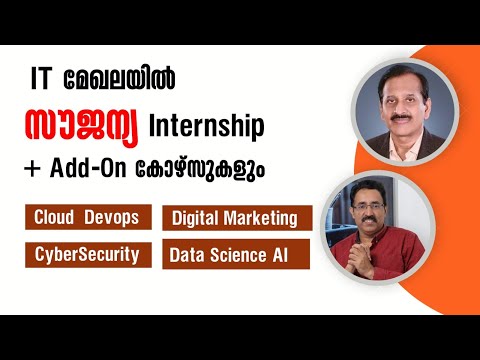 IT മേഖലയിൽ
സൗജന്യ Internship
+ Add-On കോഴ്സുകളും
Cloud Devops
Digital Marketing
CyberSecurity
Data Science AI